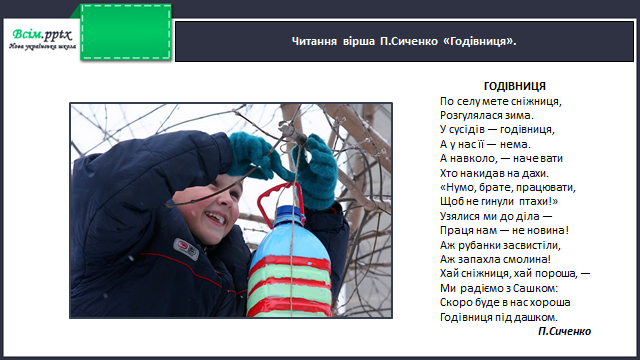 Всім.pptx
Нова українська школа
Читання вірша П.Сиченко «Годівниця».
ГОДІВНИЦЯ
По селу мете сніжниця,
Розгулялася зима.
У сусідів — годівниця,
А у нас її — нема.
А навколо, — наче вати
Хто накидав на дахи.
«Нумо, брате, працювати,
Щоб не гинули птахи!»
Узялися ми до діла —
Праця нам — не новина!
Аж рубанки засвистіли,
Аж запахла смолина!
Хай сніжниця, хай пороша, —
Ми радіємо з Сашком:
Скоро буде в нас хороша
Годівниця під дашком.
П.Сиченко